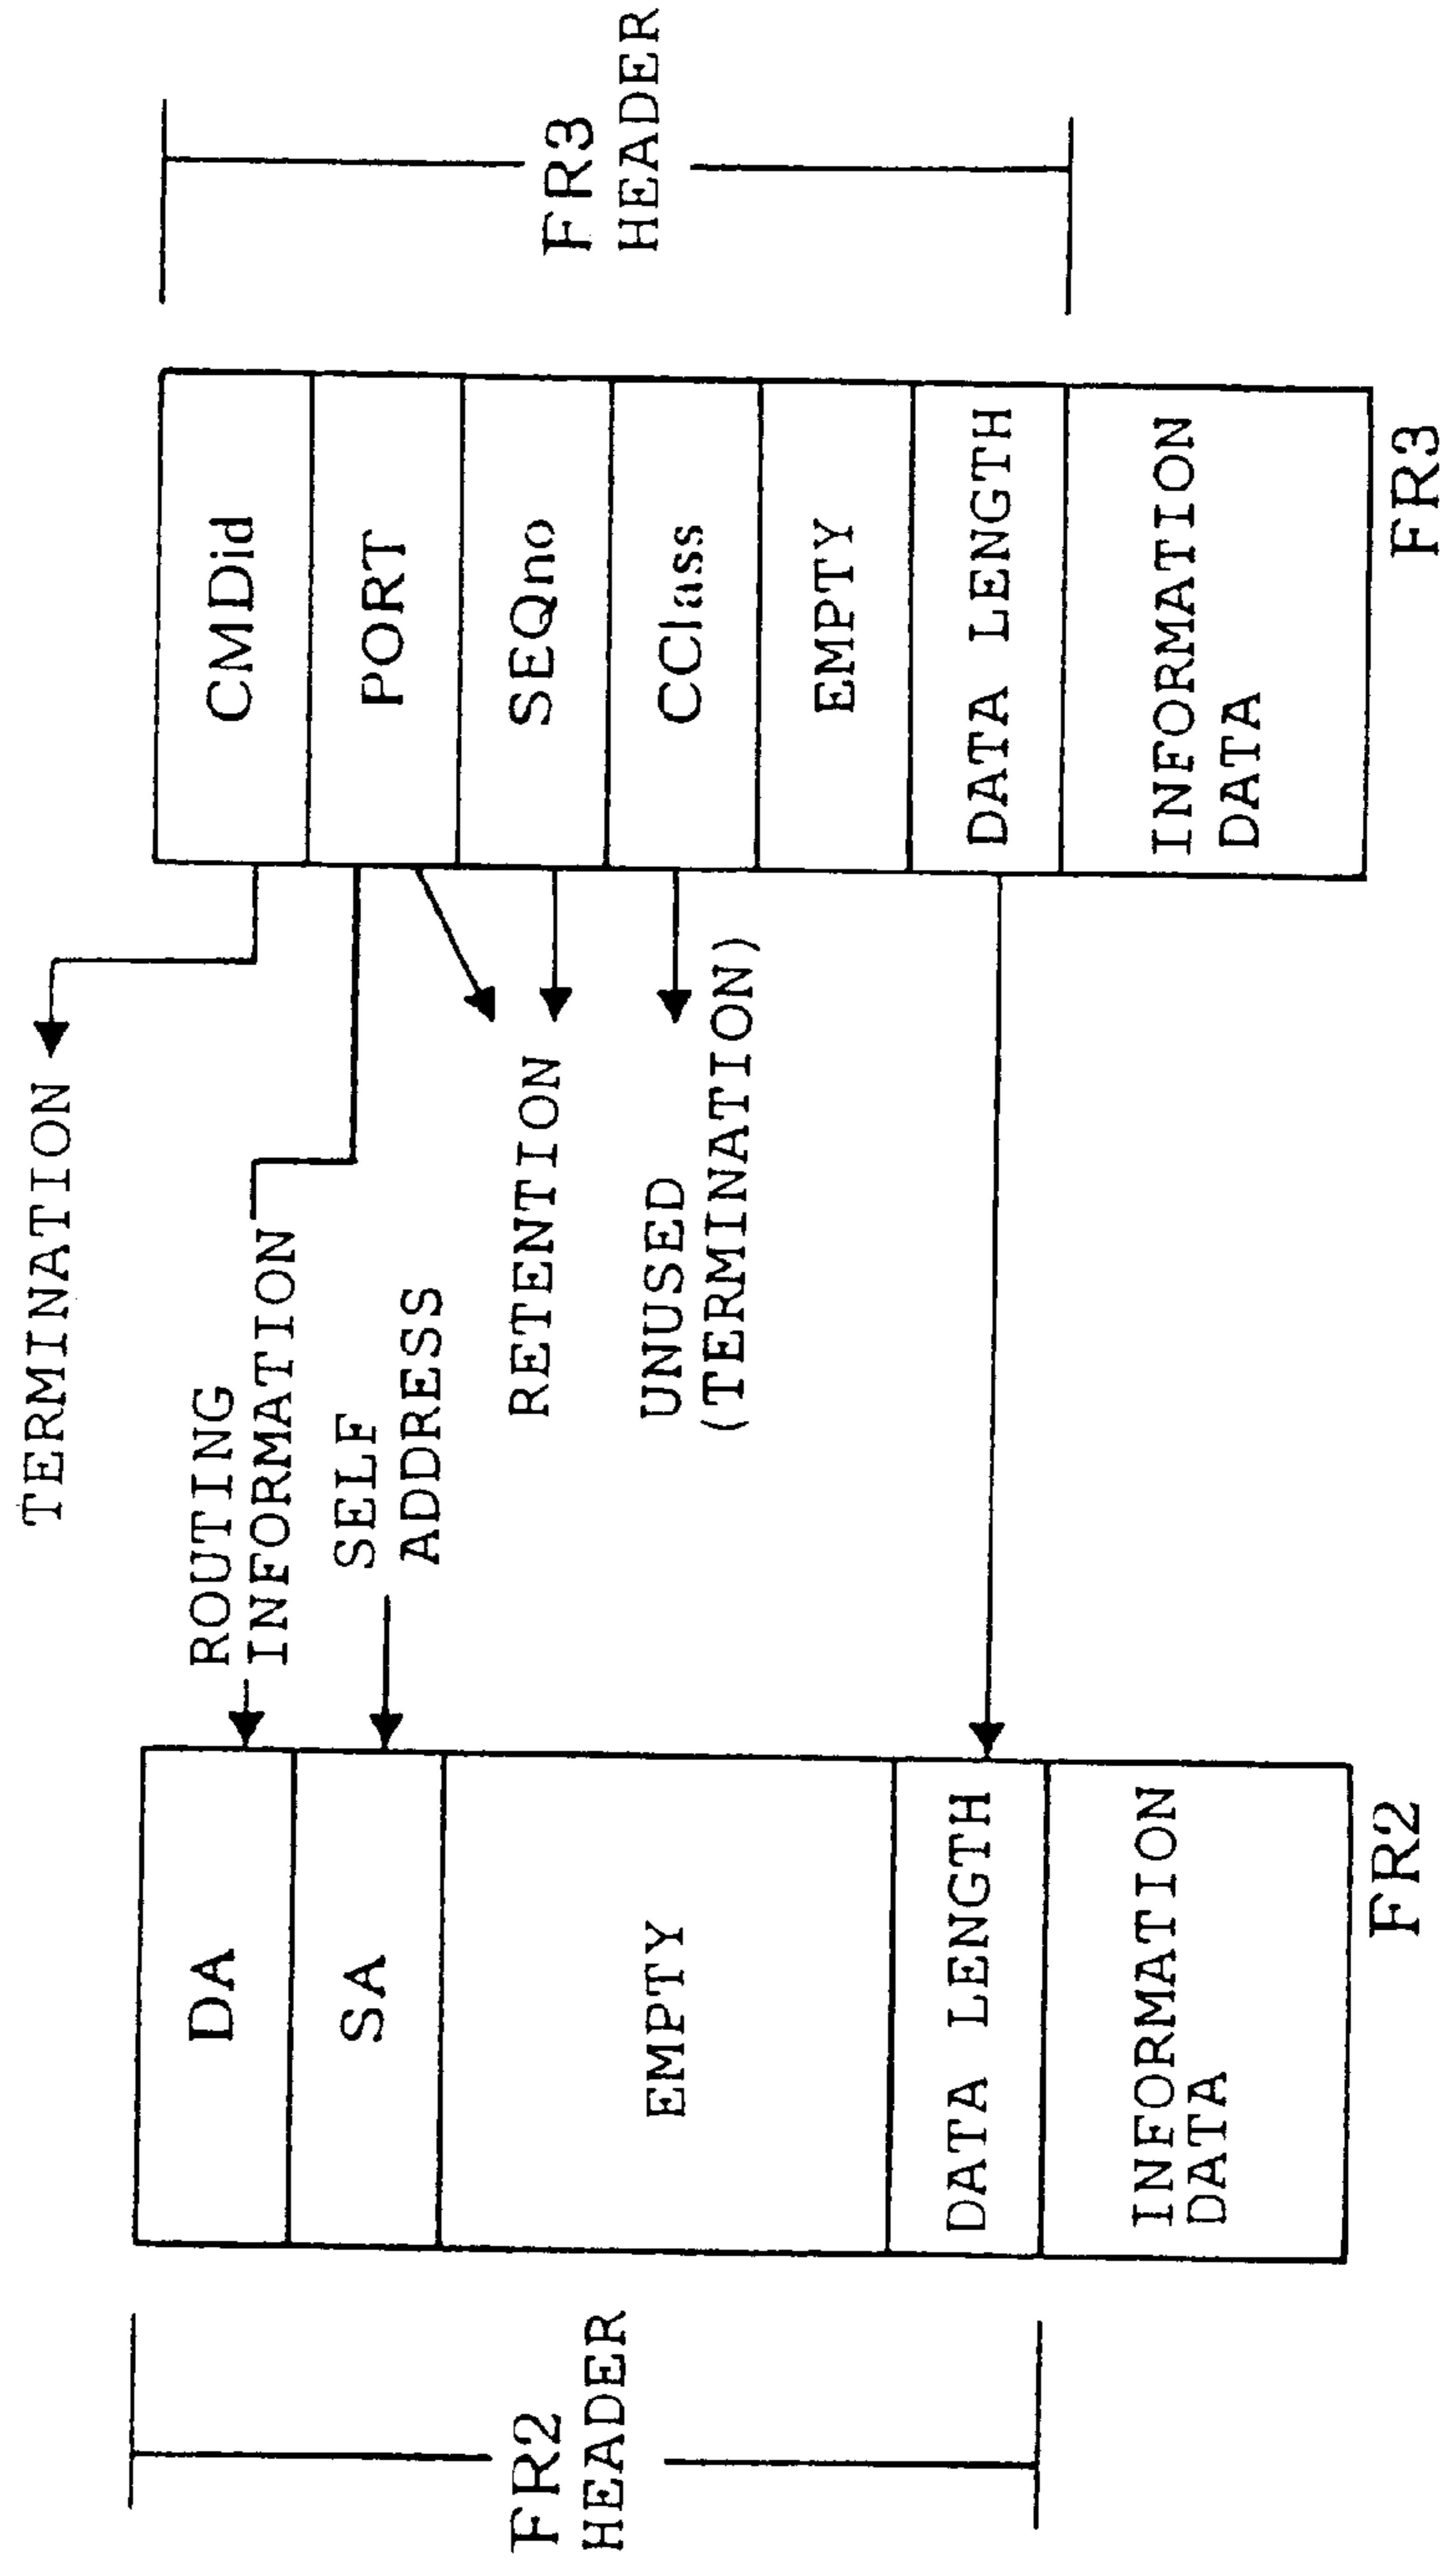 TERMINATION
ROUTING
INFORMATION
SELF
ADDRESS
RETENTION
UNUSED
(TERMINATION)
FR2
HEADER
DA
SA
EMPTY
DATA LENGTH
INFORMATION
DATA
FR2
CMDid
PORT
SEQno
CClass
EMPTY
DATA LENGTH
INFORMATION
DATA
FR3
FR3
HEADER